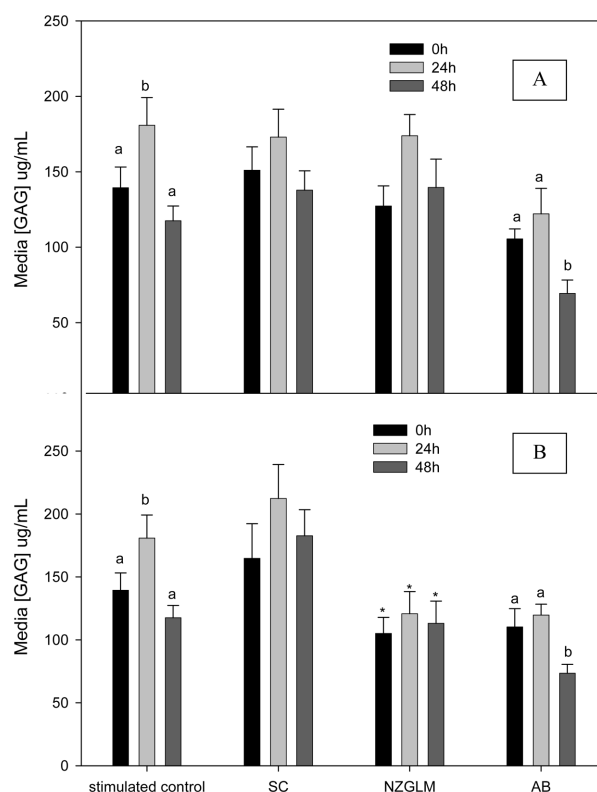 250
200
150
100
50
Media [GAG] ug/mL
0h
24h
48h
A
a
b
a
a
a
b
250
200
150
100
50
0
Media [GAG] ug/mL
0h
24h
48h
B
a
b
a
*
*
*
a
a
b
stimulated control
SC
NZGLM
AB